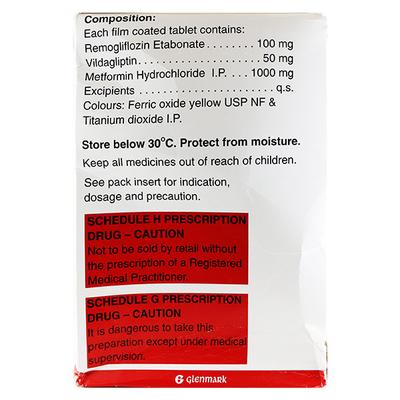 Composition:
Each film coated tablet contains:
Remogliflozin Etabonate ........ 100 mg
Vildagliptin .................... 50 mg
Metformin Hydrochloride I.P. ... 1000 mg
Excipients ...................... q.s.
Colours: Ferric oxide yellow USP NF &
Titanium dioxide I.P.
Store below 30°C. Protect from moisture.
Keep all medicines out of reach of children.
See pack insert for indication,
dosage and precaution.
SCHEDULE H PRESCRIPTION
DRUG – CAUTION
Not to be sold by retail without
the prescription of a Registered
Medical Practitioner.
SCHEDULE G PRESCRIPTION
DRUG – CAUTION
It is dangerous to take this
preparation except under medical
supervision.
GLENMARK